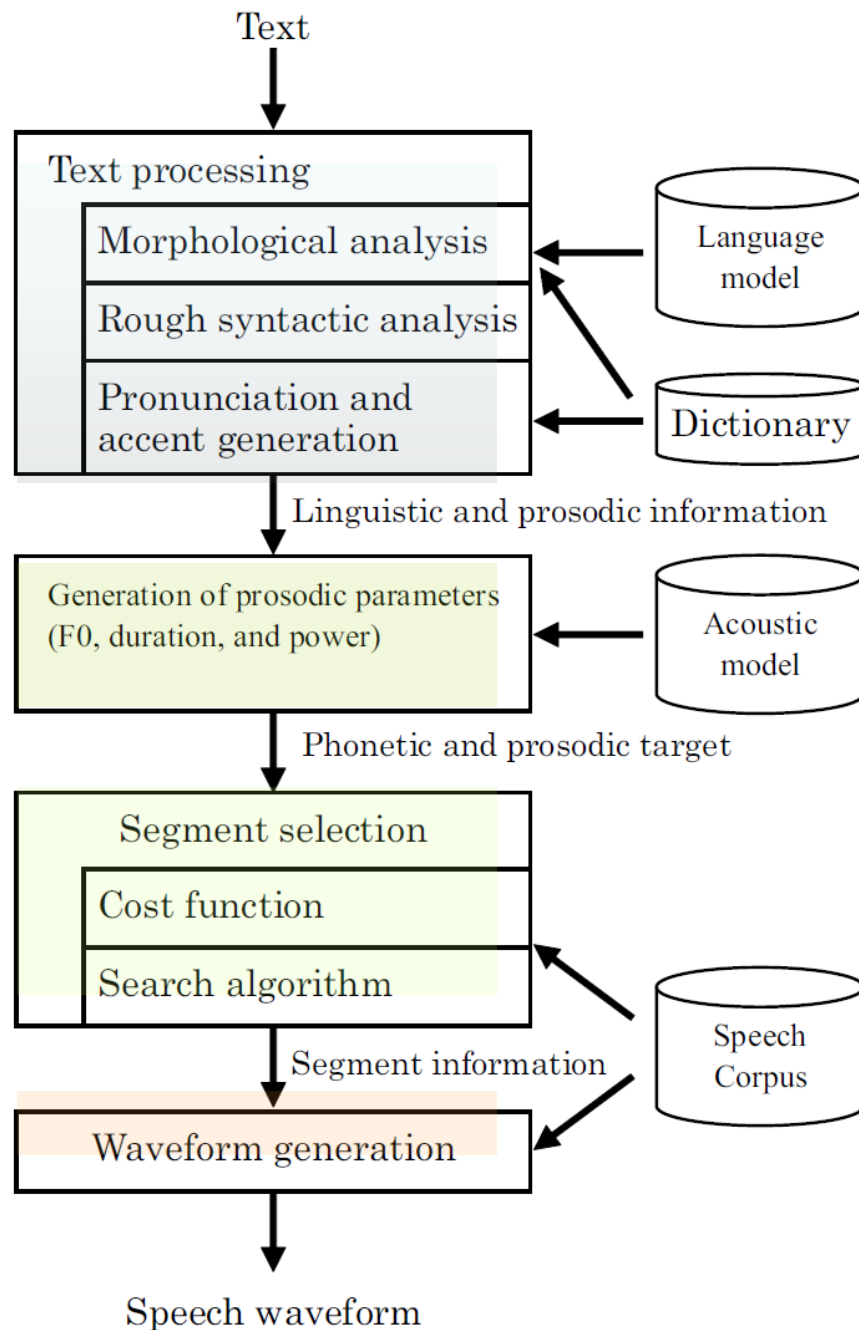 Text
Text processing
Morphological analysis
Rough syntactic analysis
Pronunciation and
accent generation
Language
model
Dictionary
Linguistic and prosodic information
Generation of prosodic parameters
(F0, duration, and power)
Acoustic
model
Phonetic and prosodic target
Segment selection
Cost function
Search algorithm
Speech
Corpus
Segment information
Waveform generation
Speech waveform